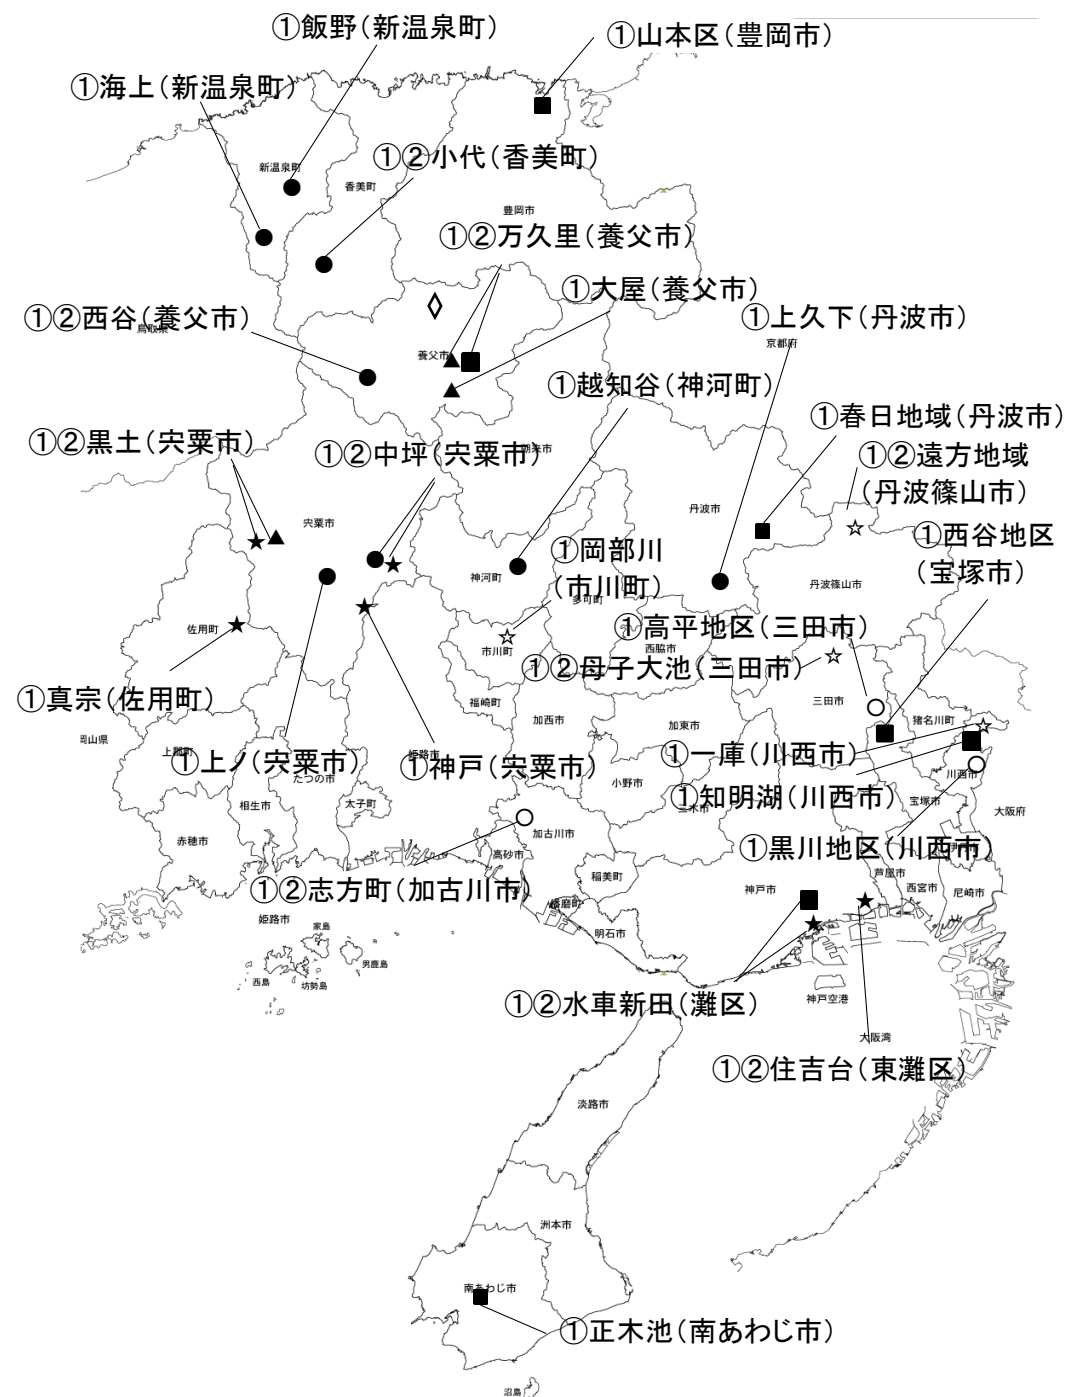 ①飯野（新温泉町）
①山本区（豊岡市）
①海上（新温泉町）
①②小代（香美町）
新温泉町
香美町
豊岡市
①②万久里（養父市）
①大屋（養父市）
①②西谷（養父市）
鳥取県
①上久下（丹波市）
京都府
養父市
①越知谷（神河町）
①春日地域（丹波市）
①②黒土（宍粟市）
①②中坪（宍粟市）
朝来市
①②遠方地域
（丹波篠山市）
宍粟市
丹波市
①西谷地区
（宝塚市）
①岡部川
（市川町）
神河町
多可町
丹波篠山市
佐用町
①高平地区（三田市）
市川町
西脇市
①②母子大池（三田市）
①真宗（佐用町）
福崎町
三田市
加西市
加東市
猪名川町
岡山県
上郡町
①上ノ（宍粟市）
姫路市
①神戸（宍粟市）
①一庫（川西市）
たつの市
小野市
川西市
①知明湖（川西市）
三木市
宝塚市
相生市
太子町
大阪府
赤穂市
加古川市
高砂市
①黒川地区（川西市）
伊丹市
稲美町
芦屋市
①②志方町（加古川市）
神戸市
西宮市
尼崎市
播磨町
姫路市
家島
明石市
男鹿島
西島
坊勢島
①②水車新田（灘区）
神戸空港
大阪湾
①②住吉台（東灘区）
淡路市
洲本市
南あわじ市
①正木池（南あわじ市）
沼島